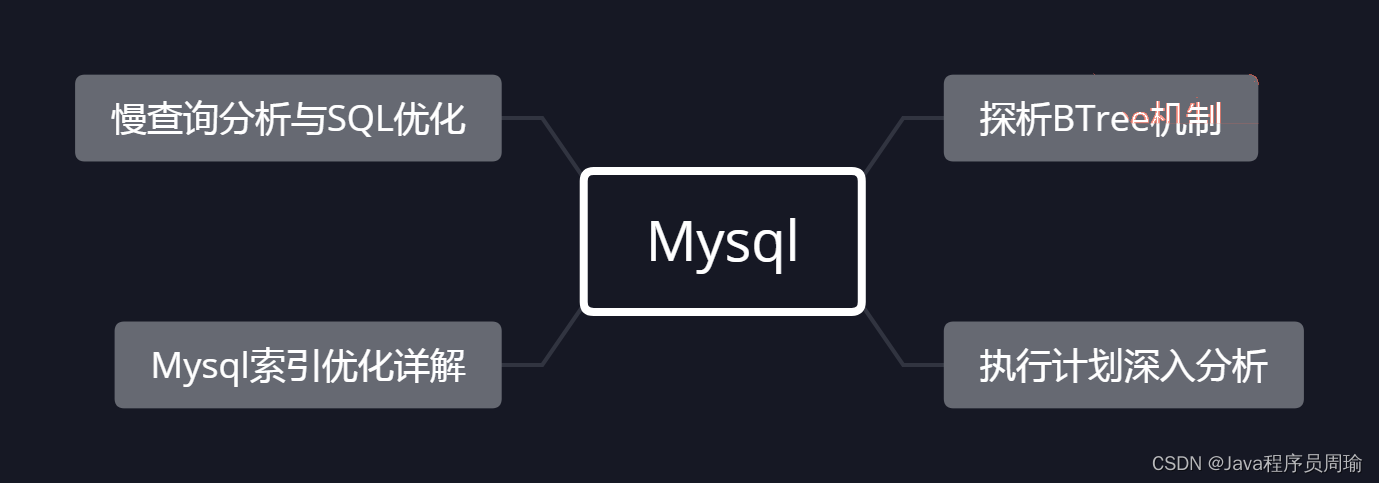 慢查询分析与SQL优化
探析BTree机制
Mysql
Mysql索引优化详解
执行计划深入分析
CSDN @Java程序员周瑜